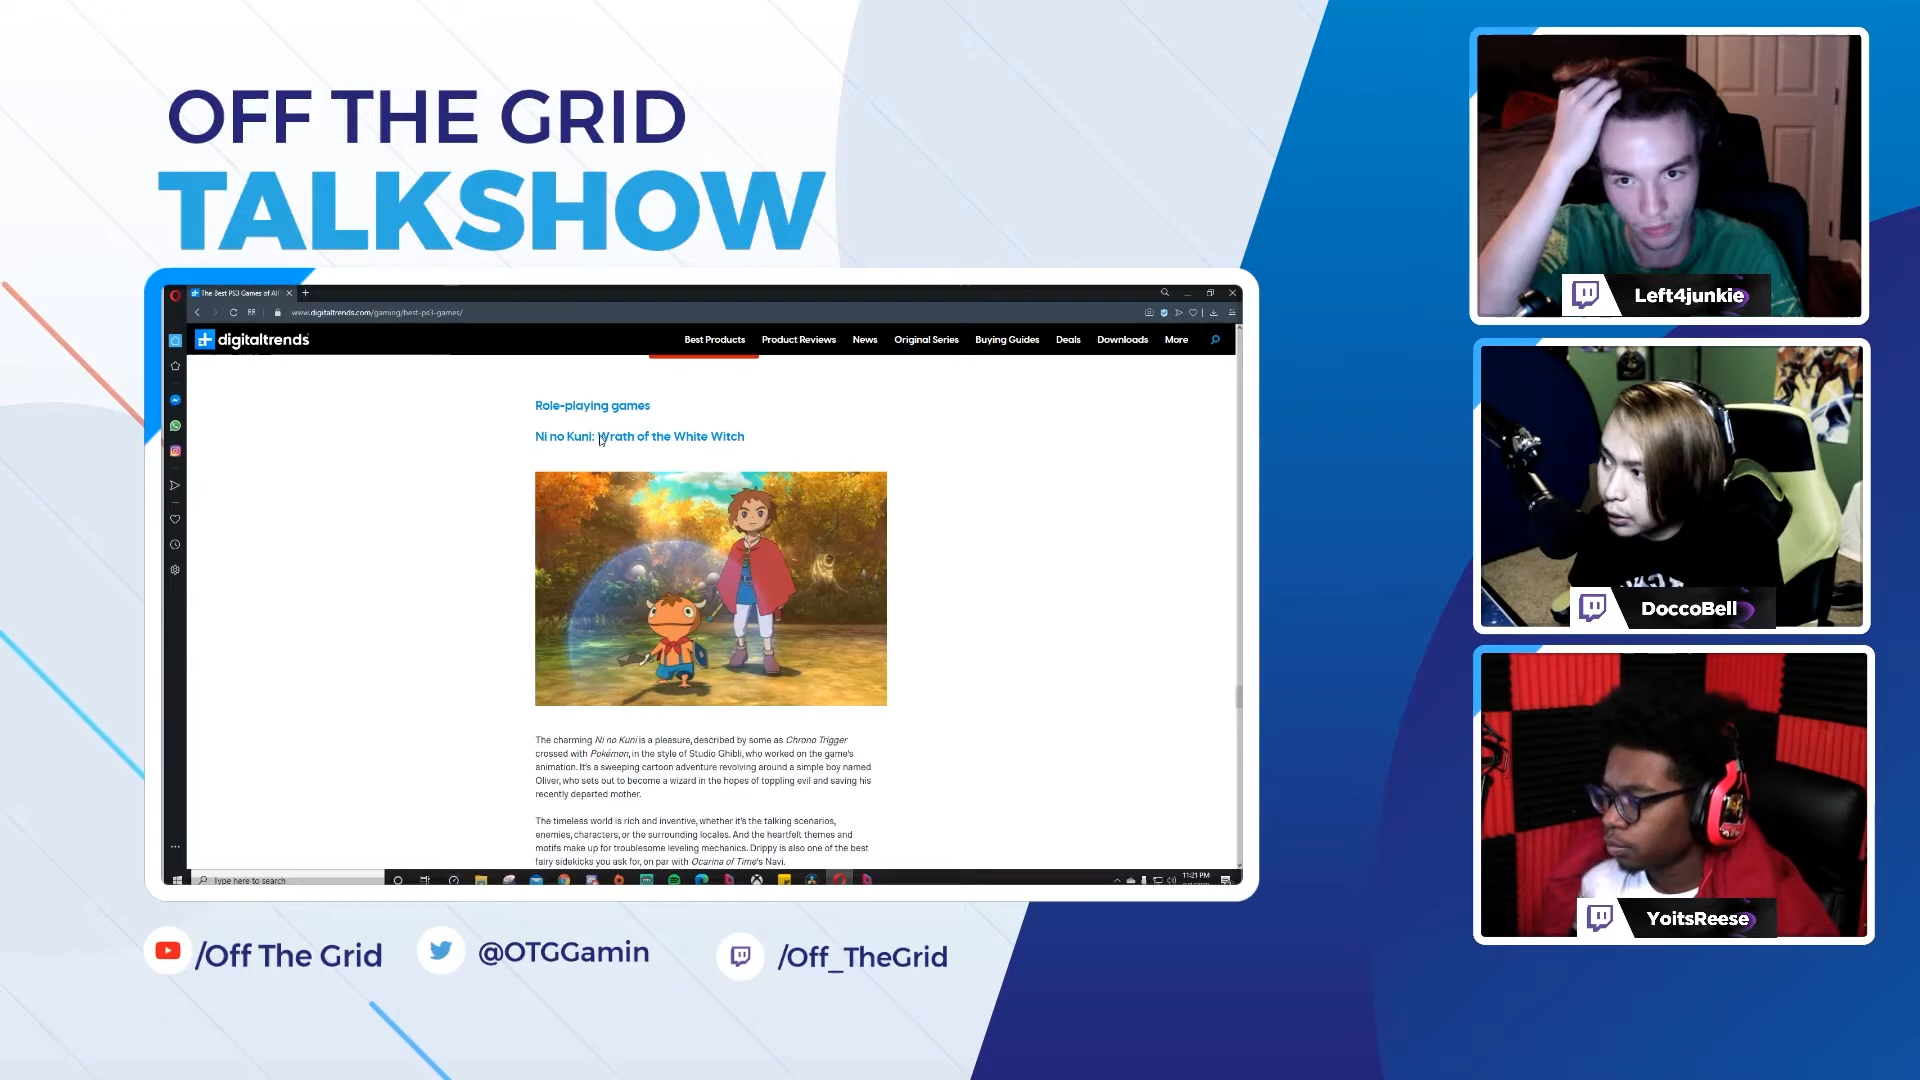 OFF THE GRID
TALKSHOW
The Best PS3 Games of All
www.digitaltrends.com/gaming/best-ps3-games/
digitaltrends
Best Products
Product Reviews
News
Original Series
Buying Guides
Deals
Downloads
More
Role-playing games
Ni no Kuni: Wrath of the White Witch
The charming Ni no Kuni is a pleasure, described by some as Chrono Trigger
crossed with Pokémon, in the style of Studio Ghibli, who worked on the game's
animation. It's a sweeping cartoon adventure revolving around a simple boy named
Oliver, who sets out to become a wizard in the hopes of toppling evil and saving his
recently departed mother.
The timeless world is rich and inventive, whether it's the talking scenarios,
enemies, characters, or the surrounding locales. And the heartfelt themes and
motifs make up for troublesome leveling mechanics. Drippy is also one of the best
fairy sidekicks you ask for, on par with Ocarina of Time's Navi.
Type here to search
11:21 PM
/Off The Grid
@OTGGamin
/Off_TheGrid
Left4junkie
DoccoBell
YoitsReese